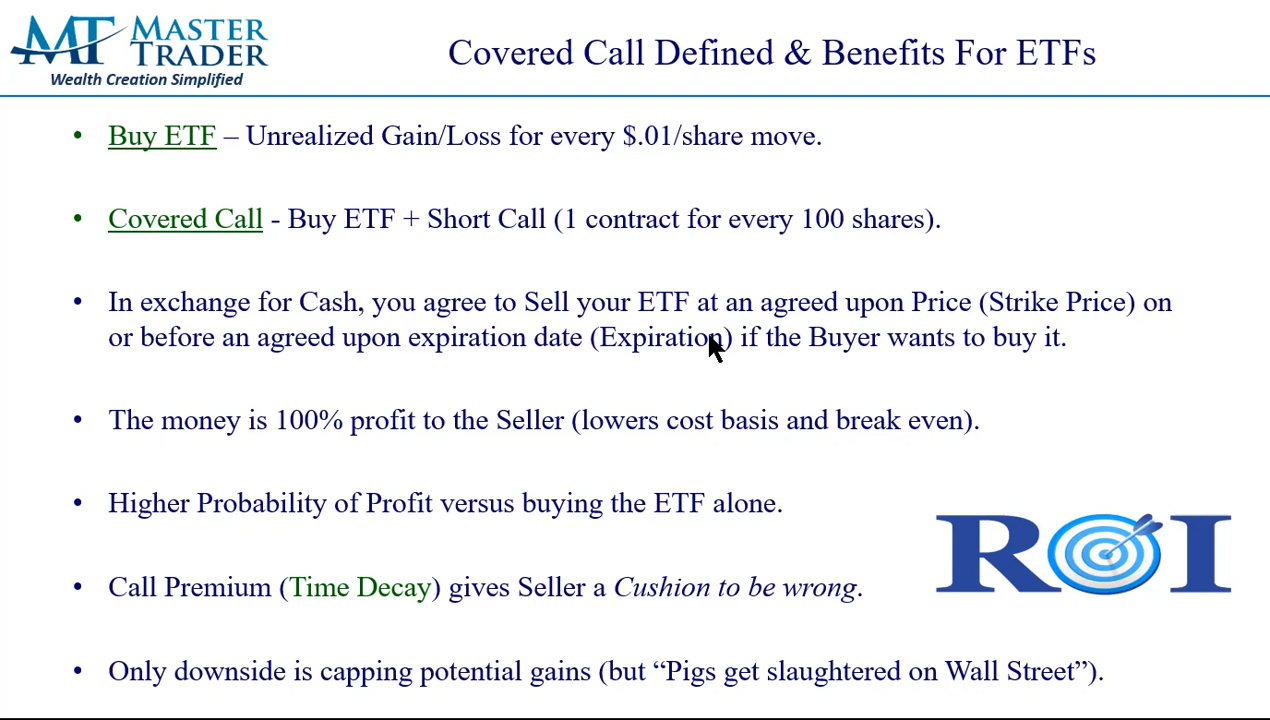 MT MASTER
TRADER
Wealth Creation Simplified
Covered Call Defined & Benefits For ETFs
• Buy ETF – Unrealized Gain/Loss for every $.01/share move.
• Covered Call - Buy ETF + Short Call (1 contract for every 100 shares).
• In exchange for Cash, you agree to Sell your ETF at an agreed upon Price (Strike Price) on
or before an agreed upon expiration date (Expiration) if the Buyer wants to buy it.
• The money is 100% profit to the Seller (lowers cost basis and break even).
• Higher Probability of Profit versus buying the ETF alone.
• Call Premium (Time Decay) gives Seller a Cushion to be wrong.
ROI
• Only downside is capping potential gains (but “Pigs get slaughtered on Wall Street”).